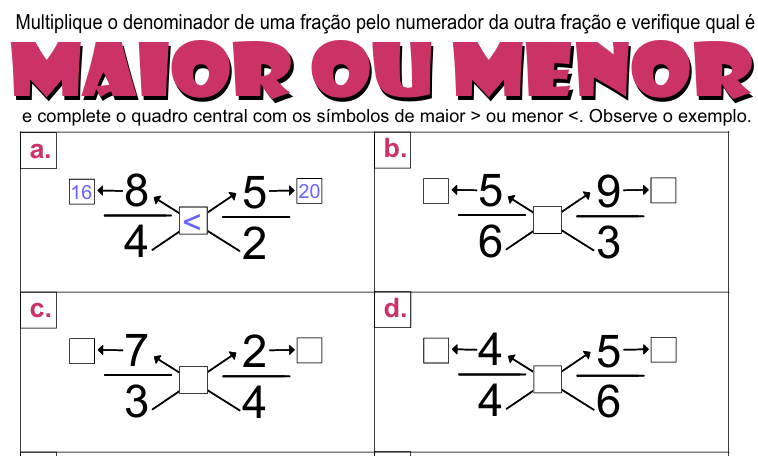 Multiplique o denominador de uma fração pelo numerador da outra fração e verifique qual é
MAIOR OU MENOR
e complete o quadro central com os símbolos de maior > ou menor <. Observe o exemplo.
a.
16 8 5 20
<
4 2
b.
5 9
6 3
c.
7 2
3 4
d.
4 5
4 6